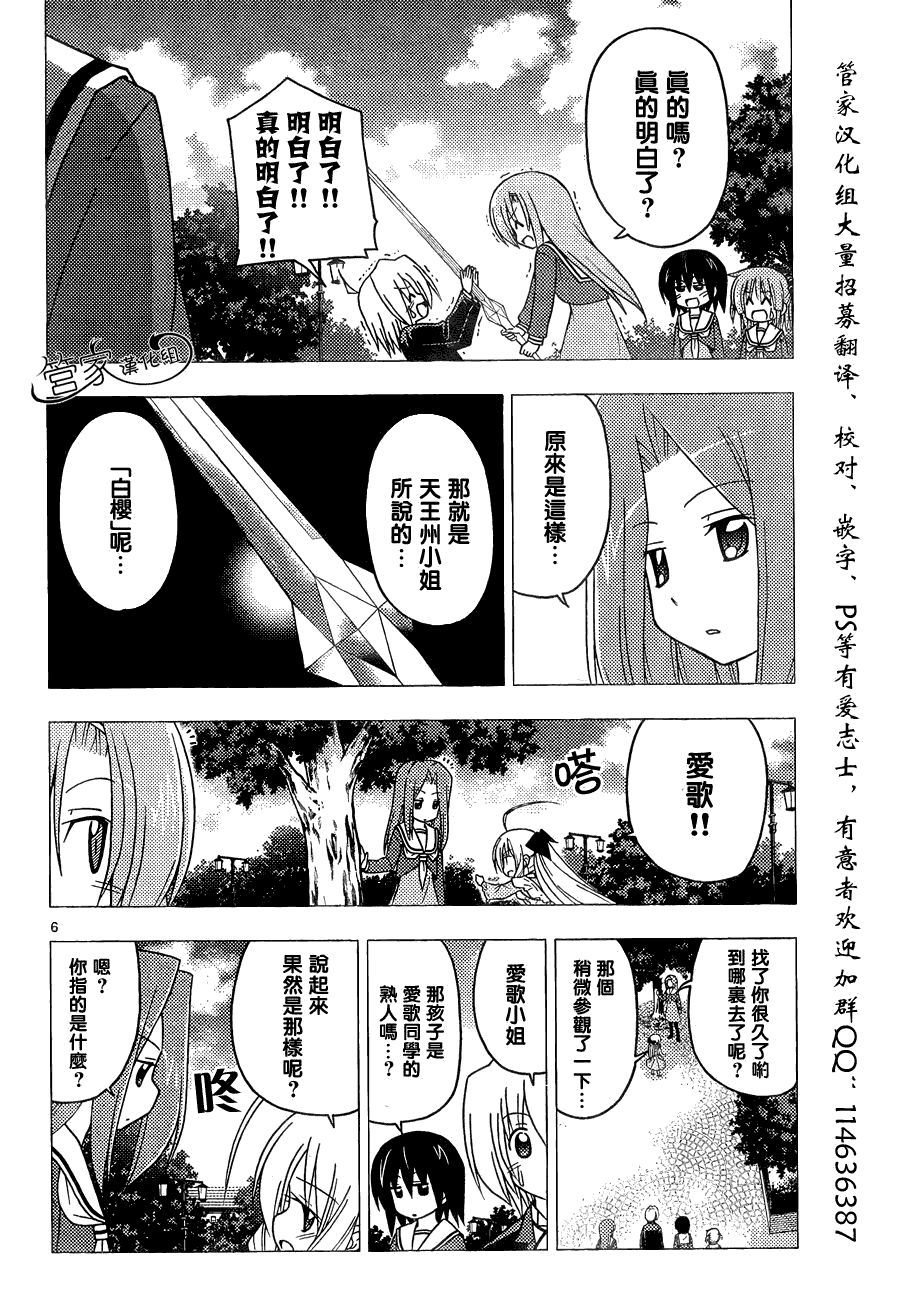 真的嗎？
真的明白了？
明白了!!
明白了!!
真的明白了!!
管家
漢化组
原來是這樣…
那就是
天王州小姐
所說的…
「白櫻」呢…
愛歌!!
嗒
6
找了你很久了喲
到哪裏去了呢？
那個
稍微參觀了一下…
愛歌小姐
那孩子是
愛歌同學的
熟人嗎…？
說起來
果然是那樣呢？
咚
嗯？
你指的是什麼？
管家汉化组大量招募翻译、校对、嵌字、PS等有爱志士，有意者欢迎加群QQ：114636387